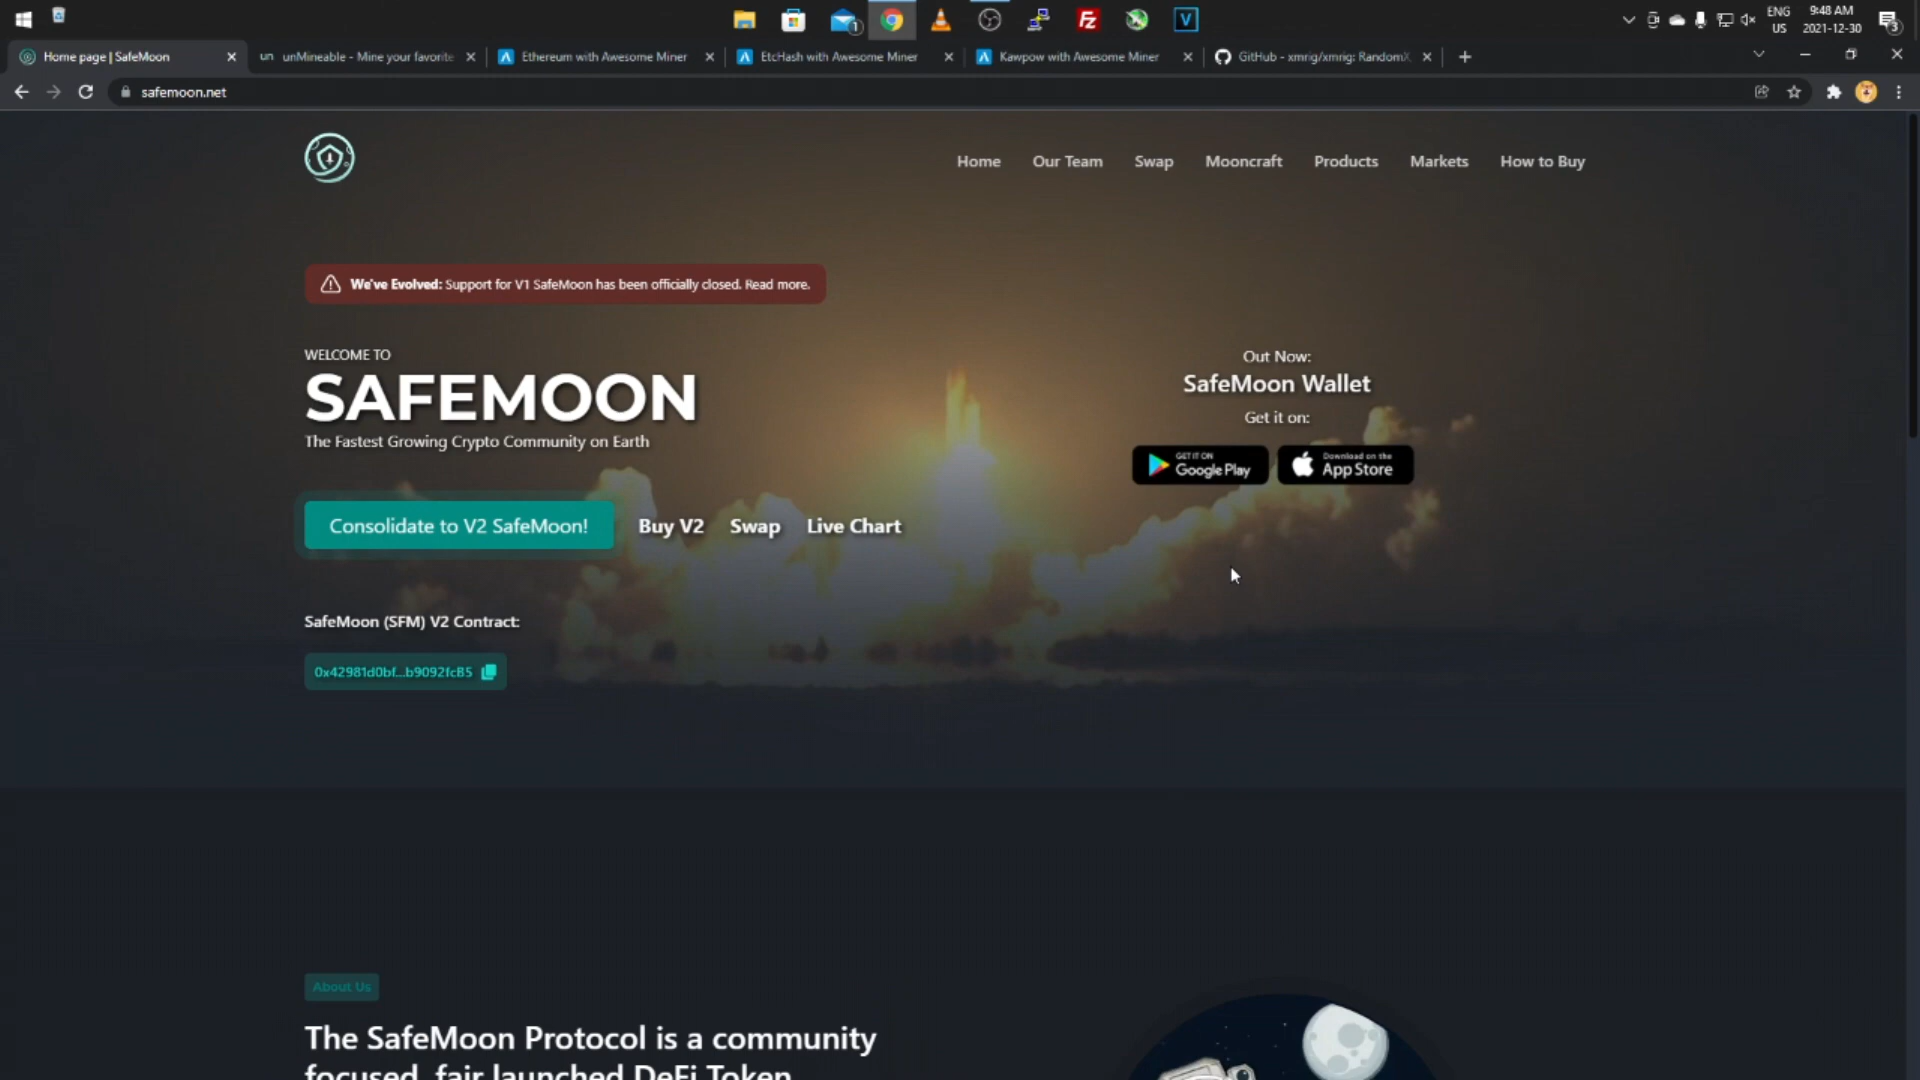 1
ENG
US
9:48 AM
2021-12-30
3
Home page | SafeMoon
un unMineable - Mine your favorite
Ethereum with Awesome Miner
EtcHash with Awesome Miner
Kawpow with Awesome Miner
GitHub - xmrig/xmrig: RandomX
safemoon.net
Home
Our Team
Swap
Mooncraft
Products
Markets
How to Buy
We've Evolved: Support for V1 SafeMoon has been officially closed. Read more.
WELCOME TO
SAFEMOON
The Fastest Growing Crypto Community on Earth
Out Now:
SafeMoon Wallet
Get it on:
GET IT ON
Google Play
Download on the
App Store
Consolidate to V2 SafeMoon!
Buy V2
Swap
Live Chart
SafeMoon (SFM) V2 Contract:
0x42981d0bf...b9092fcB5
About Us
The SafeMoon Protocol is a community
focused, fair launched DeFi Token